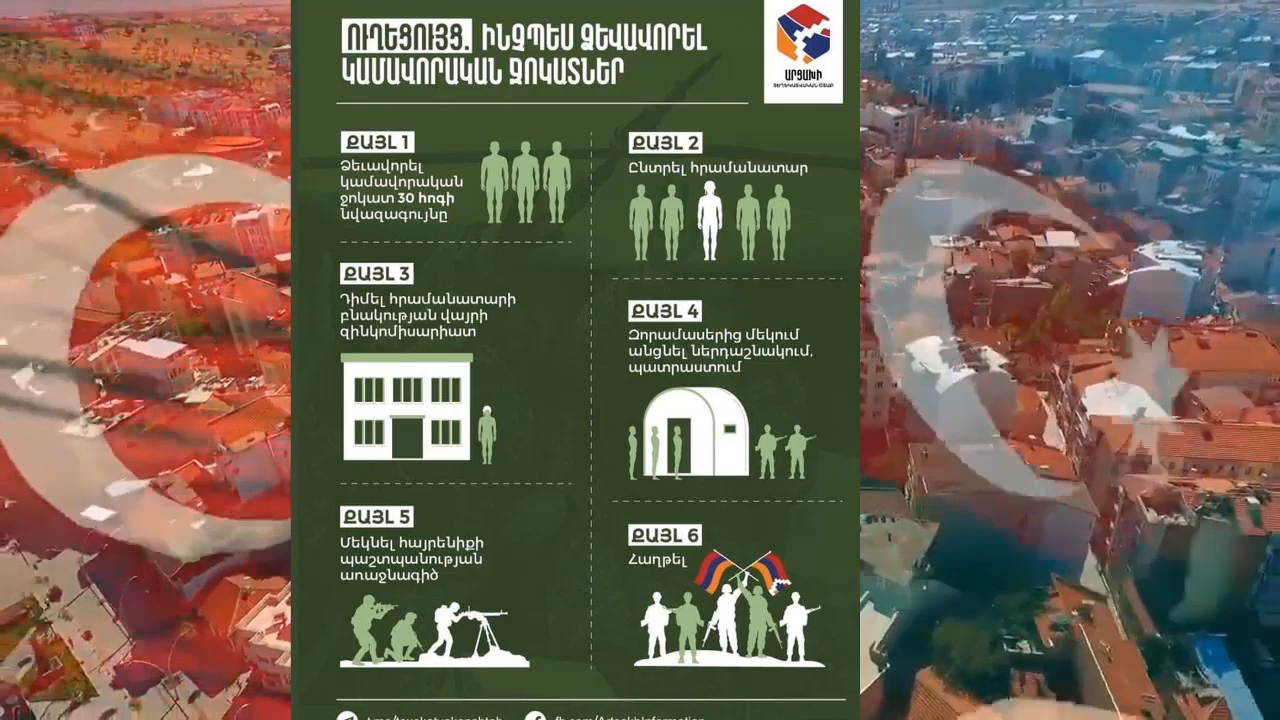 ՈՒՂԵՑՈՒՅՑ. ԻՆՉՊԵՍ ՁԵՎԱՎՈՐԵԼ
ԿԱՄԱՎՈՐԱԿԱՆ ՋՈԿԱՏՆԵՐ
ԱՐՑԱԽԻ
ՏԵՂԵԿԱՏՎԱԿԱՆ ՇՏԱԲ
ՔԱՅԼ 1
Ձեւավորել
կամավորական
ջոկատ 30 հոգի
նվազագույնը
ՔԱՅԼ 2
Ընտրել հրամանատար
ՔԱՅԼ 3
Դիմել հրամանատարի
բնակության վայրի
զինկոմիսարիատ
ՔԱՅԼ 4
Զորամասերից մեկում
անցնել ներդաշնակում,
պատրաստում
ՔԱՅԼ 5
Մեկնել հայրենիքի
պաշտպանության
առաջնագիծ
ՔԱՅԼ 6
Հաղթել